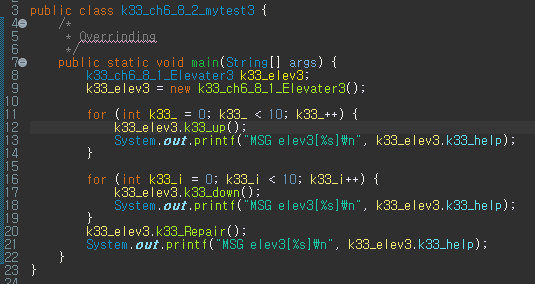 3 public class k33_ch6_8_2_mytest3 {
4 /*
5 * Overrinding
6 */
7 public static void main(String[] args) {
8 k33_ch6_8_1_Elevater3 k33_elev3;
9 k33_elev3 = new k33_ch6_8_1_Elevater3();
10
11 for (int k33_ = 0; k33_ < 10; k33_++) {
12 k33_elev3.k33_up();
13 System.out.printf("MSG elev3[%s]₩n", k33_elev3.k33_help);
14 }
15
16 for (int k33_i = 0; k33_i < 10; k33_i++) {
17 k33_elev3.k33_down();
18 System.out.printf("MSG elev3[%s]₩n", k33_elev3.k33_help);
19 }
20 k33_elev3.k33_Repair();
21 System.out.printf("MSG elev3[%s]₩n", k33_elev3.k33_help);
22 }
23 }
24